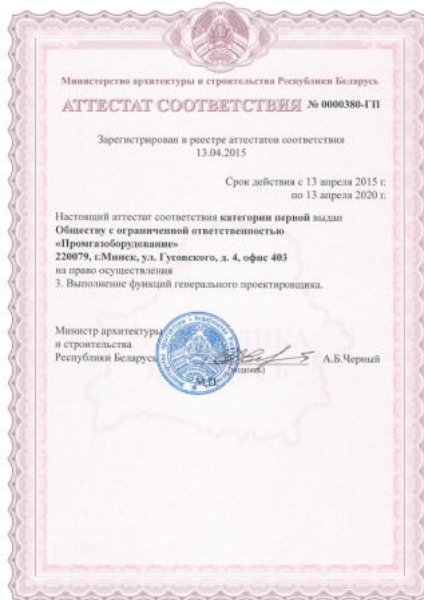 Министерство архитектуры и строительства Республики Беларусь
АТТЕСТАТ СООТВЕТСТВИЯ № 0000380-ГП
Зарегистрирован в реестре аттестатов соответствия
13.04.2015
Срок действия с 13 апреля 2015 г.
по 13 апреля 2020 г.
Настоящий аттестат соответствия категории первой выдан
Обществу с ограниченной ответственностью
«Промгазоборудование»
220079, г.Минск, ул. Гусовского, д. 4, офис 403
на право осуществления
3. Выполнение функций генерального проектировщика.
Министр архитектуры
и строительства
Республики Беларусь
(подпись)
А.Б.Черный
М.П.